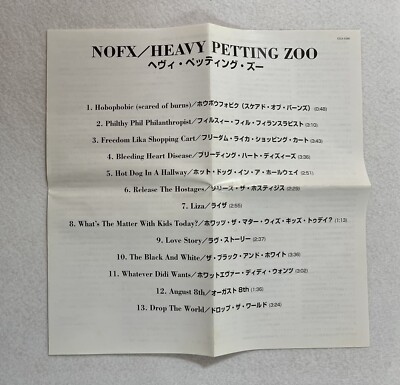 NOFX／HEAVY PETTING ZOO
ヘヴィ・ペッティング・ズー
1. Hobophobic (scared of burns)／ホウボウフォビク (スケアド・オブ・バーンズ) (0:48)
2. Philthy Phil Philanthropist／フィルスィー・フィル・フィランスラピスト (3:10)
3. Freedom Lika Shopping Cart／フリーダム・ライカ・ショッピング・カート (3:43)
4. Bleeding Heart Disease／ブリーディング・ハート・ディズィーズ (3:36)
5. Hot Dog In A Hallway／ホット・ドッグ・イン・ア・ホールウェイ (2:51)
6. Release The Hostages／リリース・ザ・ホスティジス (2:29)
7. Liza／ライザ (2:55)
8. What's The Matter With Kids Today?／ホワッツ・ザ・マター・ウィズ・キッズ・トゥデイ? (1:13)
9. Love Story／ラヴ・ストーリー (2:37)
10. The Black And White／ザ・ブラック・アンド・ホワイト (3:36)
11. Whatever Didi Wants／ホワットエヴァー・ディディ・ウォンツ (3:02)
12. August 8th／オーガスト 8th (1:36)
13. Drop The World／ドロップ・ザ・ワールド (3:24)